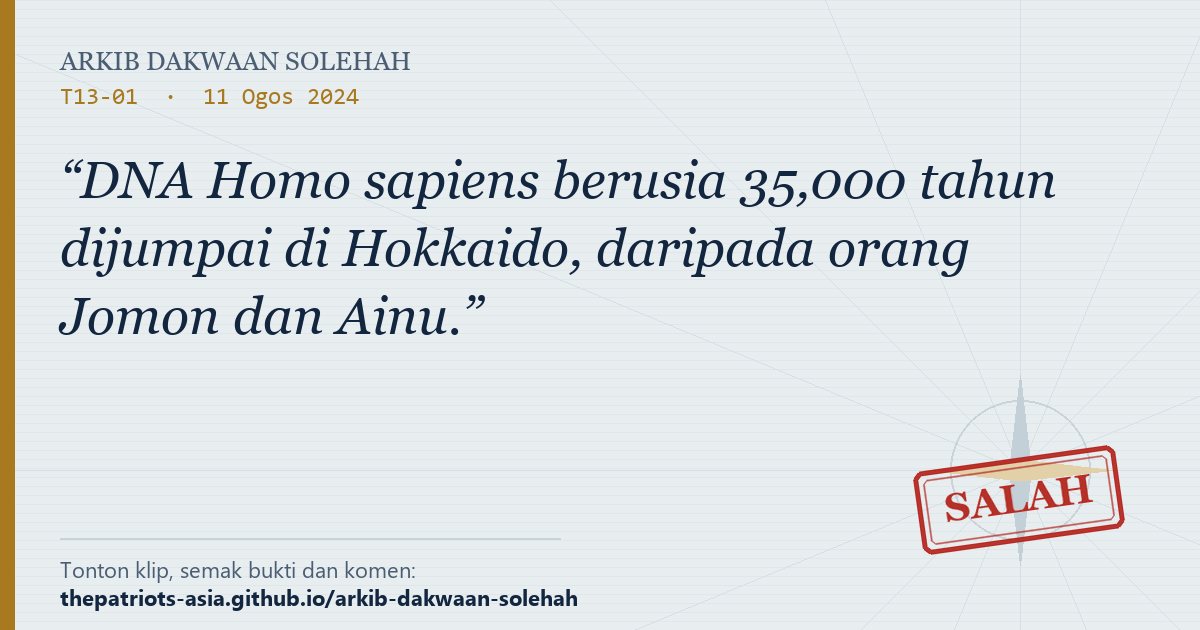 ARKIB DAKWAAN SOLEHAH
T13-01 · 11 Ogos 2024
“DNA Homo sapiens berusia 35,000 tahun
dijumpai di Hokkaido, daripada orang
Jomon dan Ainu.”
SALAH
Tonton klip, semak bukti dan komen:
thepatriots-asia.github.io/arkib-dakwaan-solehah